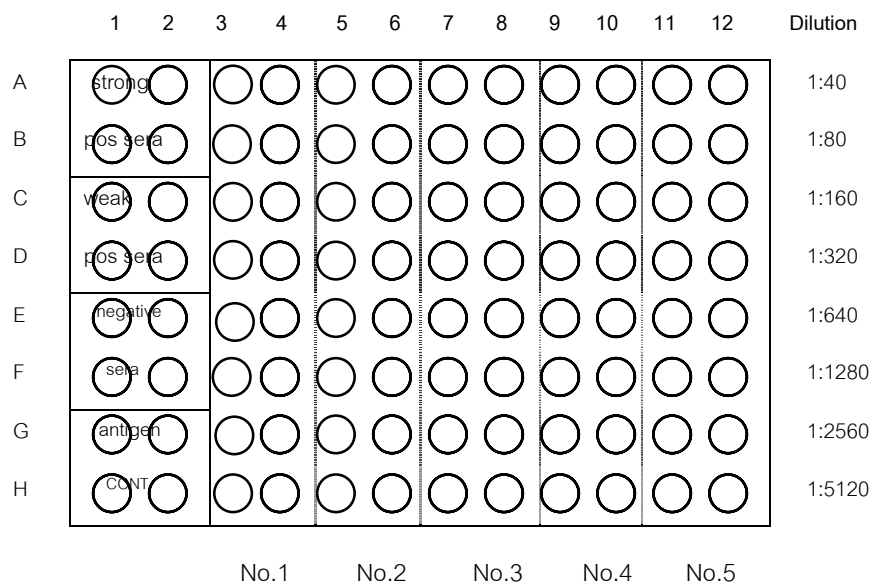 1 2 3 4 5 6 7 8 9 10 11 12 Dilution
A strong 1:40
B pos sera 1:80
C weak 1:160
D pos sera 1:320
E negative 1:640
F sera 1:1280
G antigen 1:2560
H CONT. 1:5120
No.1 No.2 No.3 No.4 No.5